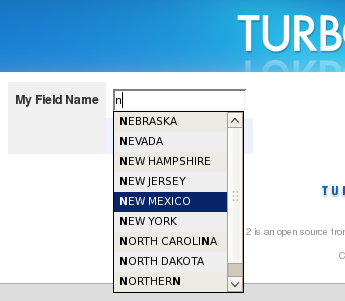 TURB
My Field Name
n
NEBRASKA
NEVADA
NEW HAMPSHIRE
NEW JERSEY
NEW MEXICO
NEW YORK
NORTH CAROLINA
NORTH DAKOTA
NORTHERN
TUR
2 is an open source fro
C